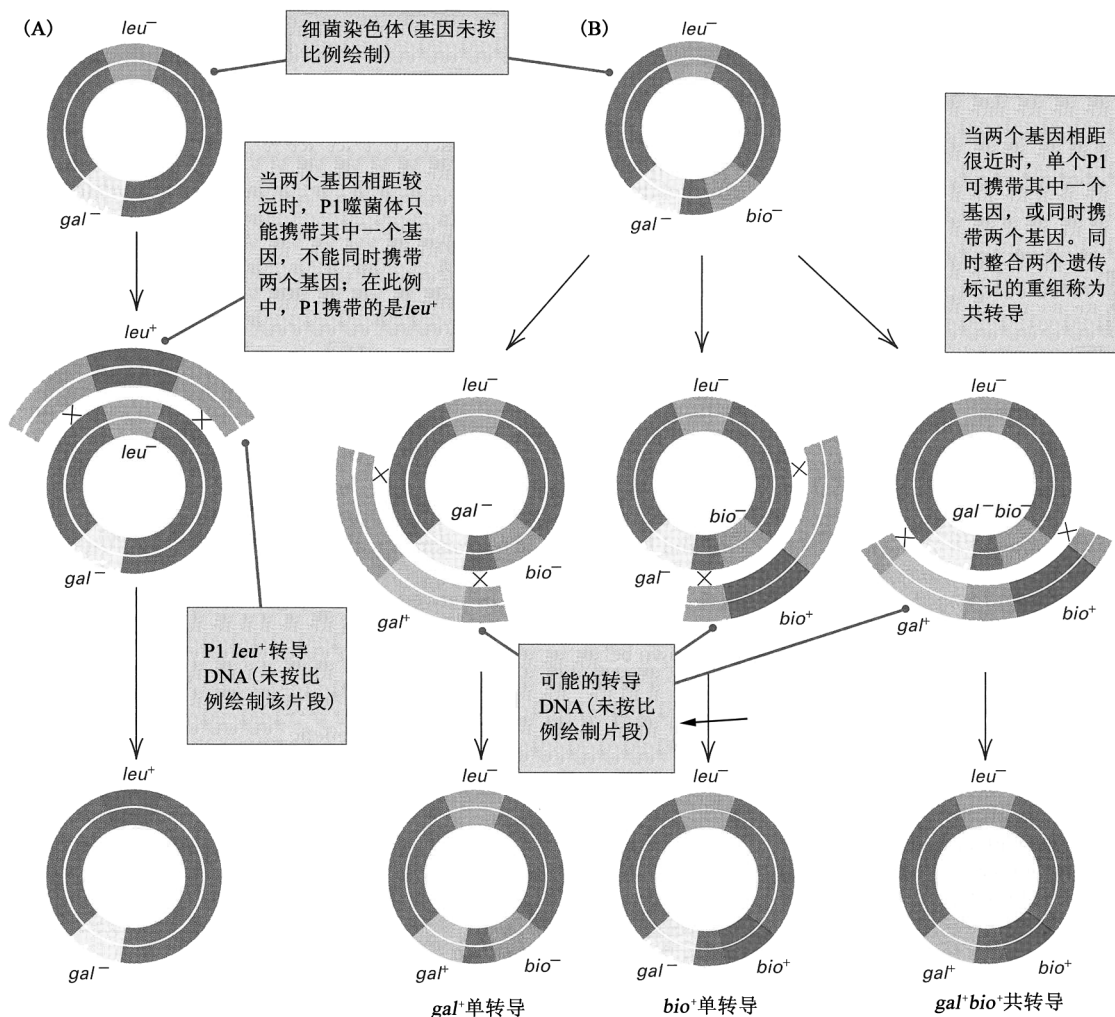 (A)
leu⁻
细菌染色体(基因未按
比例绘制)
gal⁻
当两个基因相距较
远时，P1噬菌体只
能携带其中一个基
因，不能同时携带
两个基因；在此例
中，P1携带的是leu⁺
leu⁺
leu⁻
gal⁻
P1 leu⁺转导
DNA(未按比
例绘制该片段)
leu⁺
gal⁻
(B)
leu⁻
gal⁻
bio⁻
当两个基因相距
很近时，单个P1
可携带其中一个
基因，或同时携
带两个基因。同
时整合两个遗传
标记的重组称为
共转导
leu⁻
gal⁻
bio⁻
gal⁺
leu⁻
bio⁻
gal⁻
bio⁺
leu⁻
gal⁻bio⁻
gal⁺
bio⁺
可能的转导
DNA(未按比
例绘制片段)
leu⁻
gal⁺
bio⁻
gal⁺单转导
leu⁻
gal⁻
bio⁺
bio⁺单转导
leu⁻
gal⁺
bio⁺
gal⁺bio⁺共转导